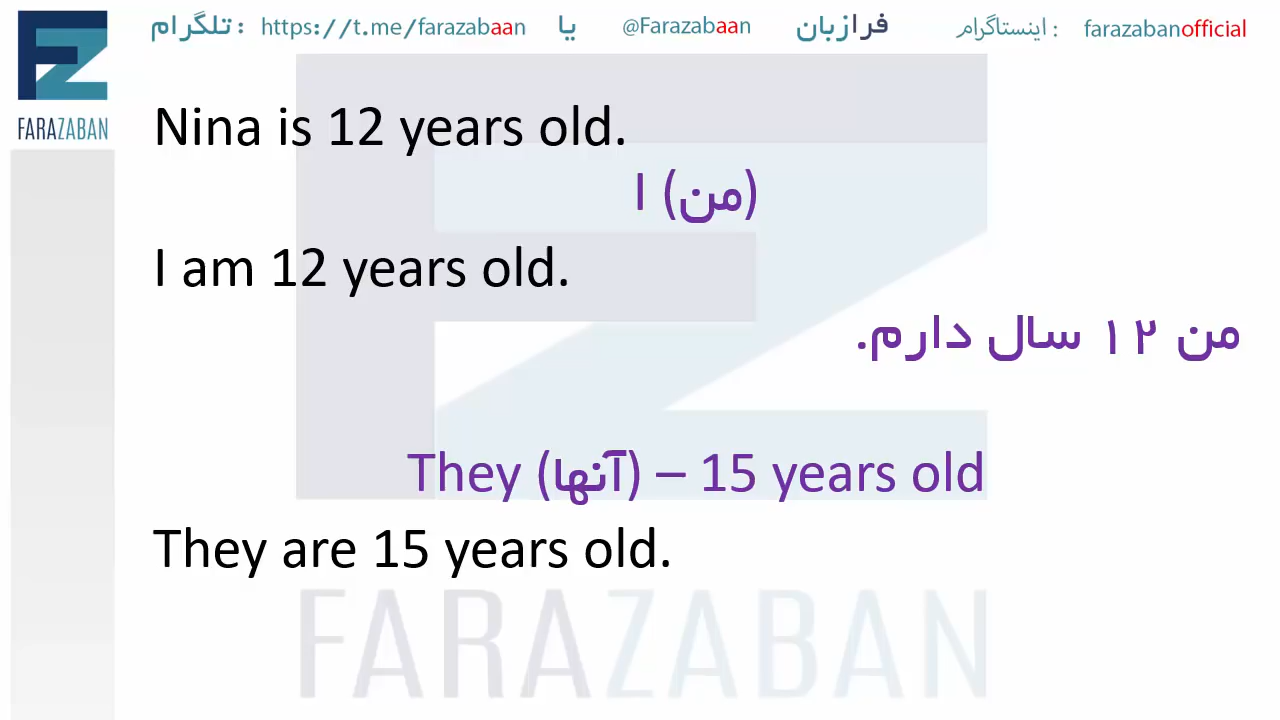 تلگرام : https://t.me/farazabaan یا @Farazabaan فرازبان اینستاگرام : farazabanofficial
FARAZABAN
Nina is 12 years old.
I (من)
I am 12 years old.
من ۱۲ سال دارم.
They (آنها) – 15 years old
They are 15 years old.
FARAZABAN